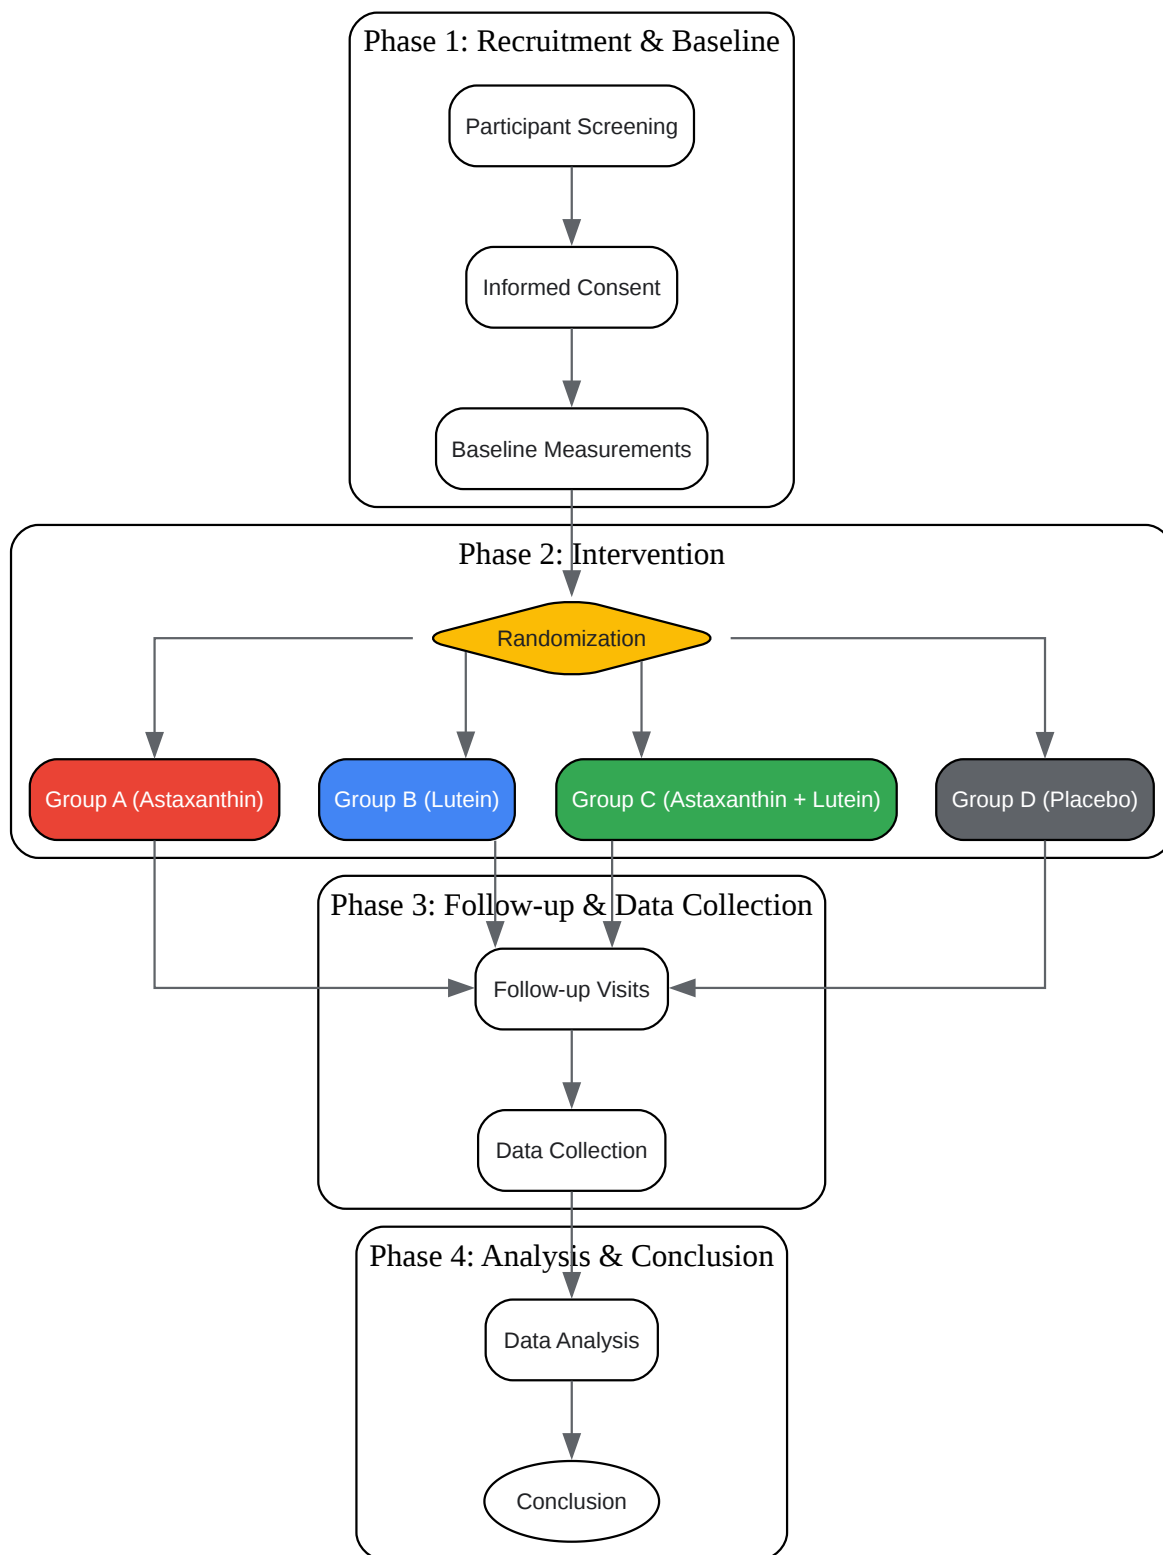 Phase 1: Recruitment & Baseline
Participant Screening
Informed Consent
Baseline Measurements
Phase 2: Intervention
Randomization
Group A (Astaxanthin)
Group B (Lutein)
Group C (Astaxanthin + Lutein)
Group D (Placebo)
Phase 3: Follow-up & Data Collection
Follow-up Visits
Data Collection
Phase 4: Analysis & Conclusion
Data Analysis
Conclusion